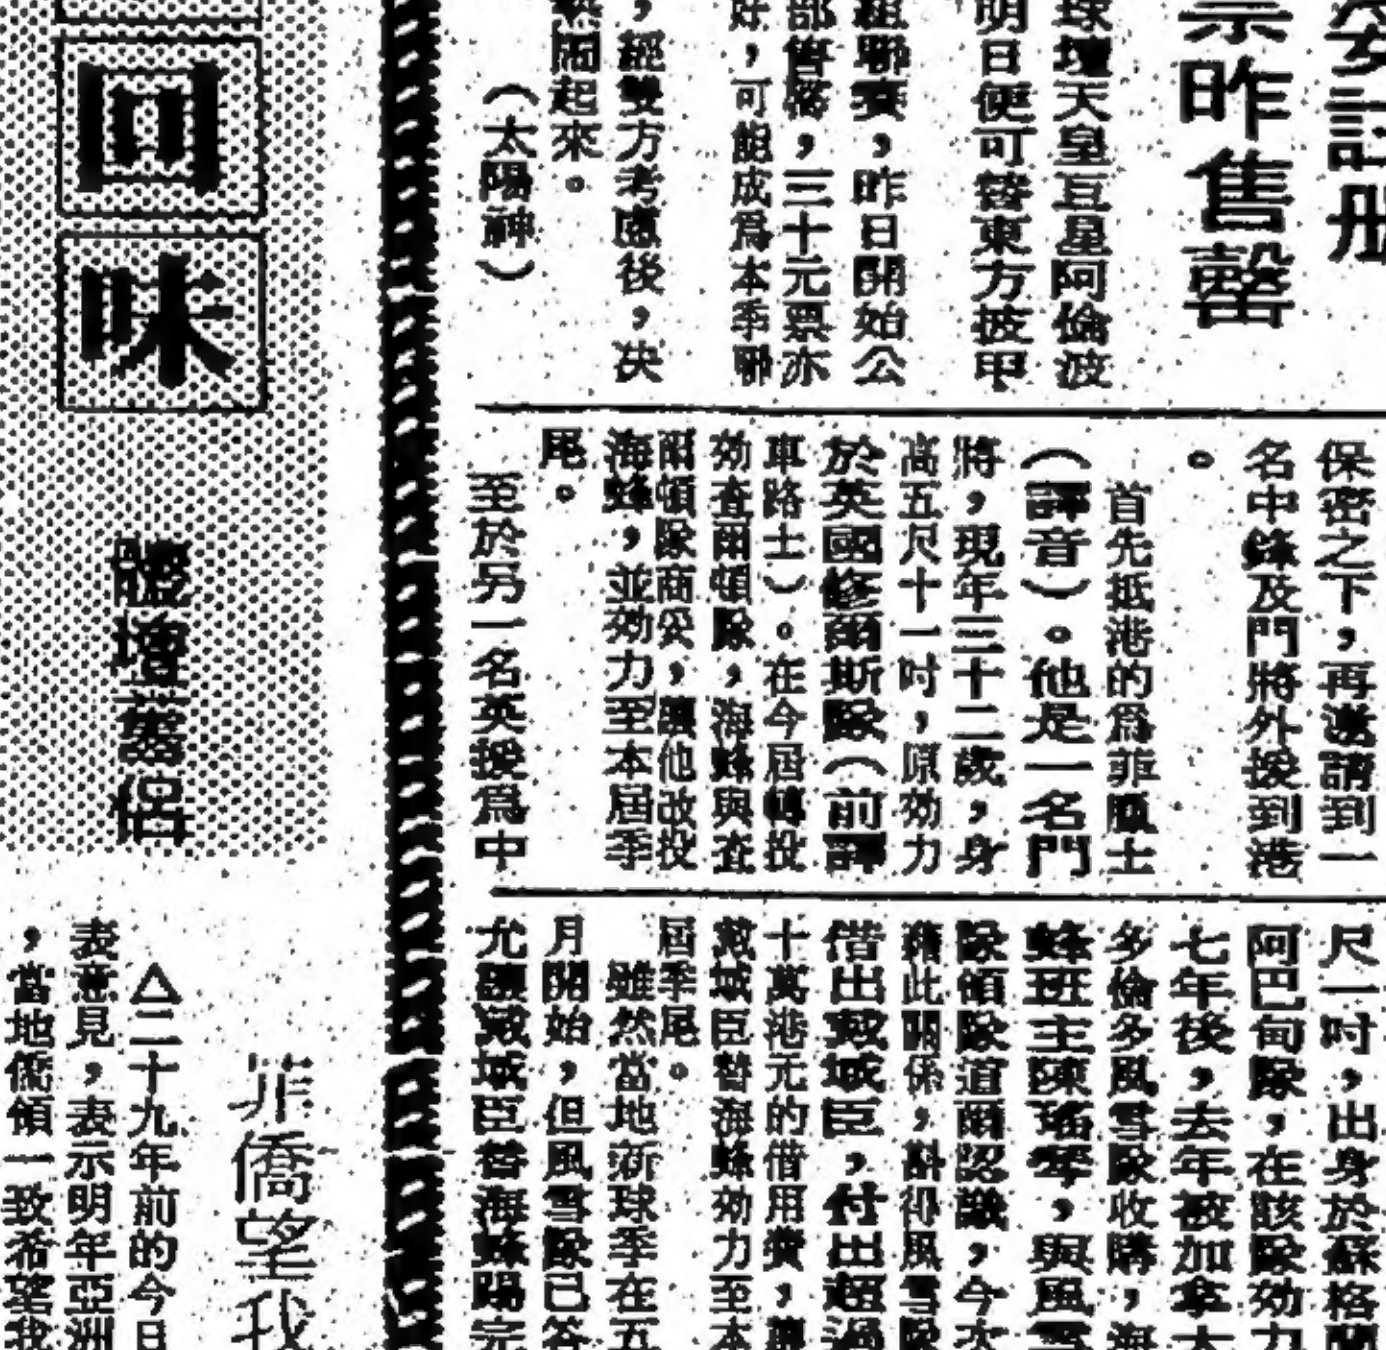 安註册
票昨售罄
球壇天皇巨星阿倫波
明日便可替東方披甲
組聯賽，昨日開始公
部售罄，三十元票亦
好，可能成爲本季聯
，經雙方考慮後，决
熱鬧起來。
（太陽神）
保密之下，再邀請到一
名中鋒及門將外援到港
。
首先抵港的爲菲臘士
（譯音）。他是一名門
將，現年三十二歲，身
高五尺十一吋，原効力
於英國修爾斯隊（前譯
車路士）。在今屆轉投
効查爾頓隊，海蜂與查
爾頓隊商妥，讓他改投
海蜂，並効力至本屆季
尾。
至於另一名英援爲中
尺一吋，出身於蘇格蘭
阿巴甸隊，在該隊効力
七年後，去年被加拿大
多倫多風雪隊收購，海
蜂班主陳瑤琴，與風雪
隊領隊道爾認識，今次
藉此關係，斟得風雪隊
借出戴城臣，付出超過
十萬港元的借用費，讓
戴城臣替海蜂効力至本
屆季尾。
雖然當地新球季在五
月開始，但風雪隊已答
允讓戴城臣替海蜂踢完
回味
體壇蓋侶
菲僑望我
△二十九年前的今日
表意見，表示明年亞洲
，當地僑領一致希望我